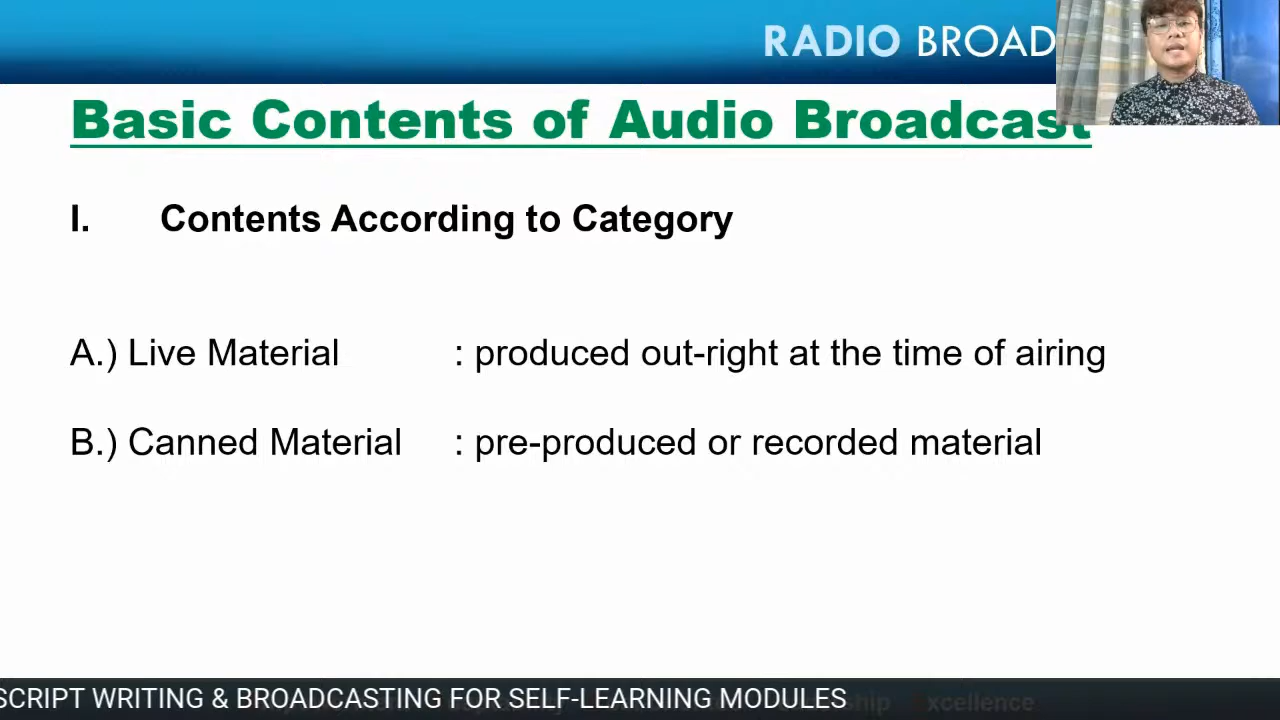 RADIO BROAD
Basic Contents of Audio Broadcast
I. Contents According to Category
A.) Live Material : produced out-right at the time of airing
B.) Canned Material : pre-produced or recorded material
SCRIPT WRITING & BROADCASTING FOR SELF-LEARNING MODULES